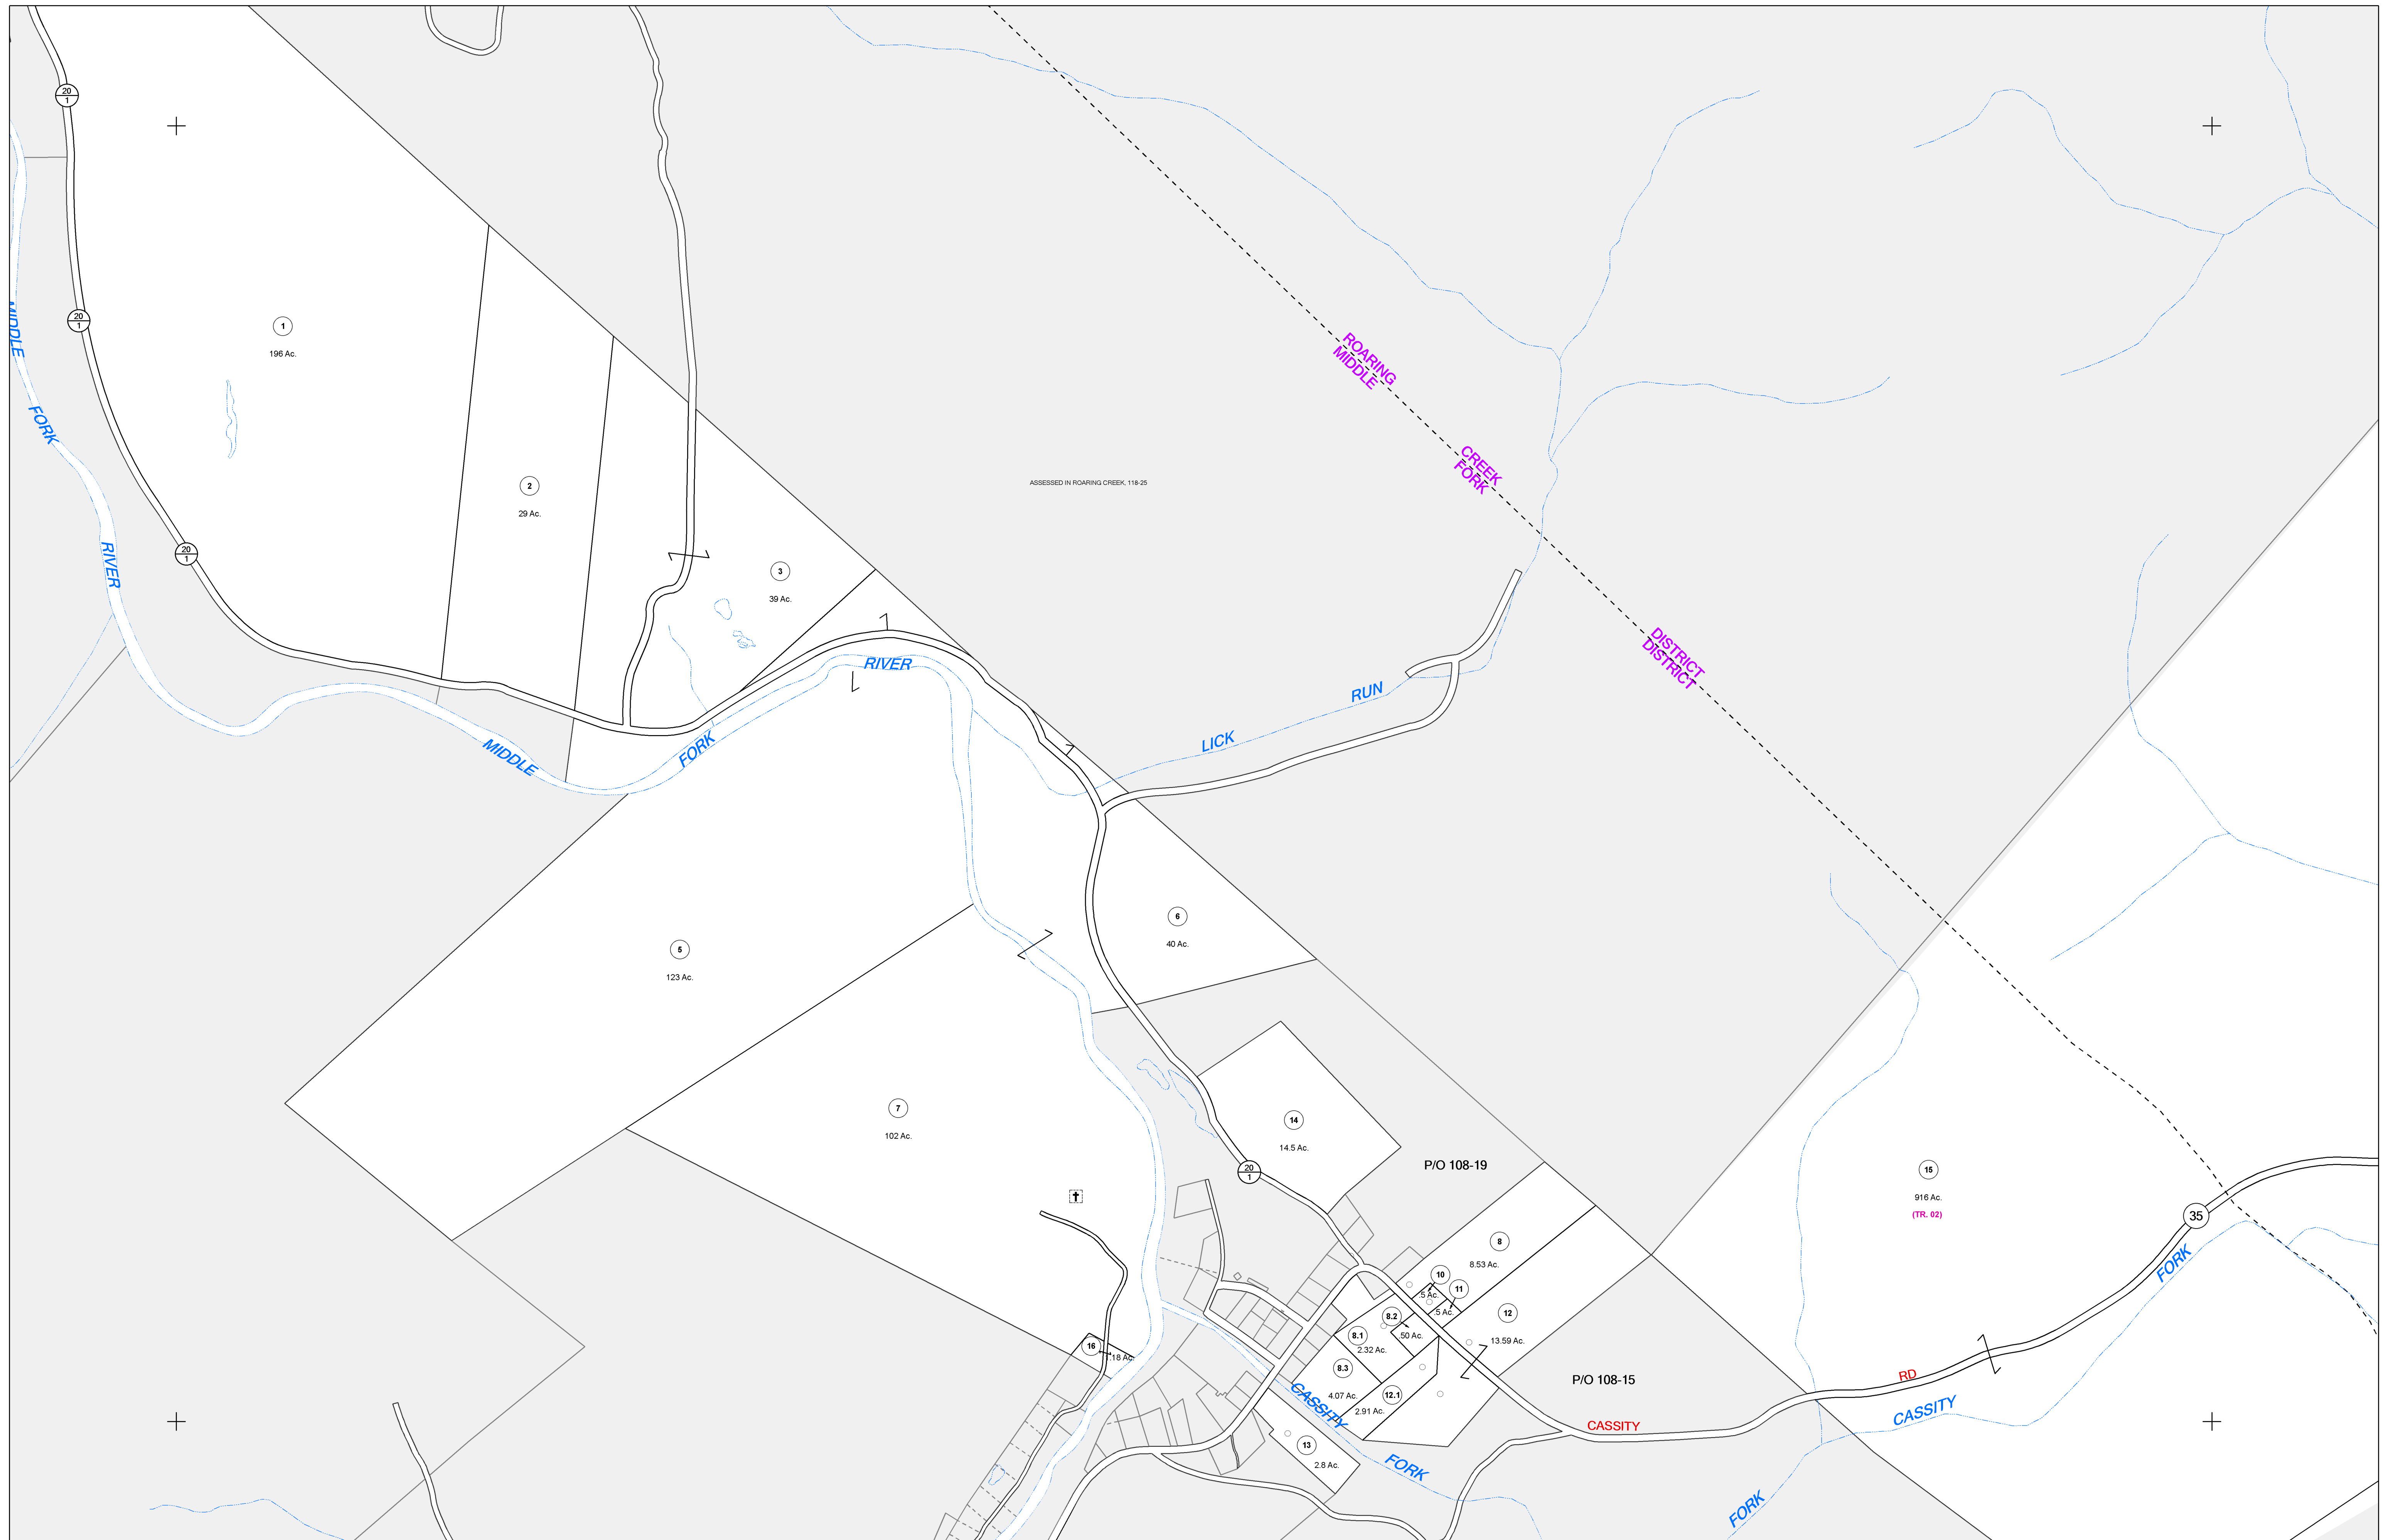 20
1
20
1
1
196 Ac.
MIDDLE
FORK
RIVER
20
1
2
29 Ac.
3
39 Ac.
ASSESSED IN ROARING CREEK, 118-25
ROARING
MIDDLE
CREEK
FORK
DISTRICT
DISTRICT
RIVER
FORK
MIDDLE
LICK
RUN
6
40 Ac.
5
123 Ac.
7
102 Ac.
14
14.5 Ac.
P/O 108-19
20
1
15
916 Ac.
(TR. 02)
35
8
8.53 Ac.
10
.5 Ac.
11
.5 Ac.
12
13.59 Ac.
8.2
.50 Ac.
8.1
2.32 Ac.
8.3
4.07 Ac.
12.1
2.91 Ac.
16
.18 Ac.
P/O 108-15
CASSITY
RD
CASSITY
FORK
CASSITY
FORK
13
2.8 Ac.
FORK